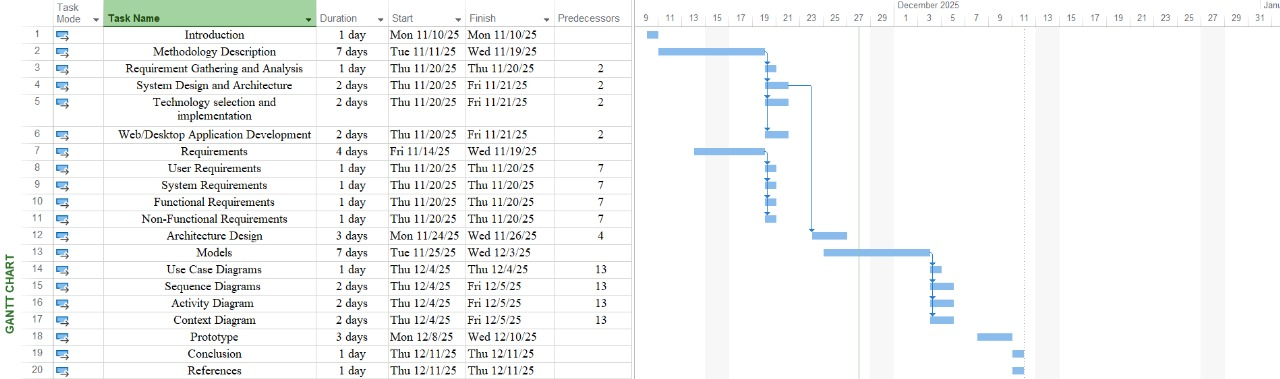 December 2025
Janu
Task Mode Task Name Duration Start Finish Predecessors 9 11 13 15 17 19 21 23 25 27 29 1 3 5 7 9 11 13 15 17 19 21 23 25 27 29 31
1 Introduction 1 day Mon 11/10/25 Mon 11/10/25
2 Methodology Description 7 days Tue 11/11/25 Wed 11/19/25
3 Requirement Gathering and Analysis 1 day Thu 11/20/25 Thu 11/20/25 2
4 System Design and Architecture 2 days Thu 11/20/25 Fri 11/21/25 2
5 Technology selection and 2 days Thu 11/20/25 Fri 11/21/25 2
implementation
6 Web/Desktop Application Development 2 days Thu 11/20/25 Fri 11/21/25 2
7 Requirements 4 days Fri 11/14/25 Wed 11/19/25
8 User Requirements 1 day Thu 11/20/25 Thu 11/20/25 7
9 System Requirements 1 day Thu 11/20/25 Thu 11/20/25 7
10 Functional Requirements 1 day Thu 11/20/25 Thu 11/20/25 7
11 Non-Functional Requirements 1 day Thu 11/20/25 Thu 11/20/25 7
12 Architecture Design 3 days Mon 11/24/25 Wed 11/26/25 4
13 Models 7 days Tue 11/25/25 Wed 12/3/25
14 Use Case Diagrams 1 day Thu 12/4/25 Thu 12/4/25 13
15 Sequence Diagrams 2 days Thu 12/4/25 Fri 12/5/25 13
16 Activity Diagram 2 days Thu 12/4/25 Fri 12/5/25 13
17 Context Diagram 2 days Thu 12/4/25 Fri 12/5/25 13
18 Prototype 3 days Mon 12/8/25 Wed 12/10/25
19 Conclusion 1 day Thu 12/11/25 Thu 12/11/25
20 References 1 day Thu 12/11/25 Thu 12/11/25
GANTT CHART